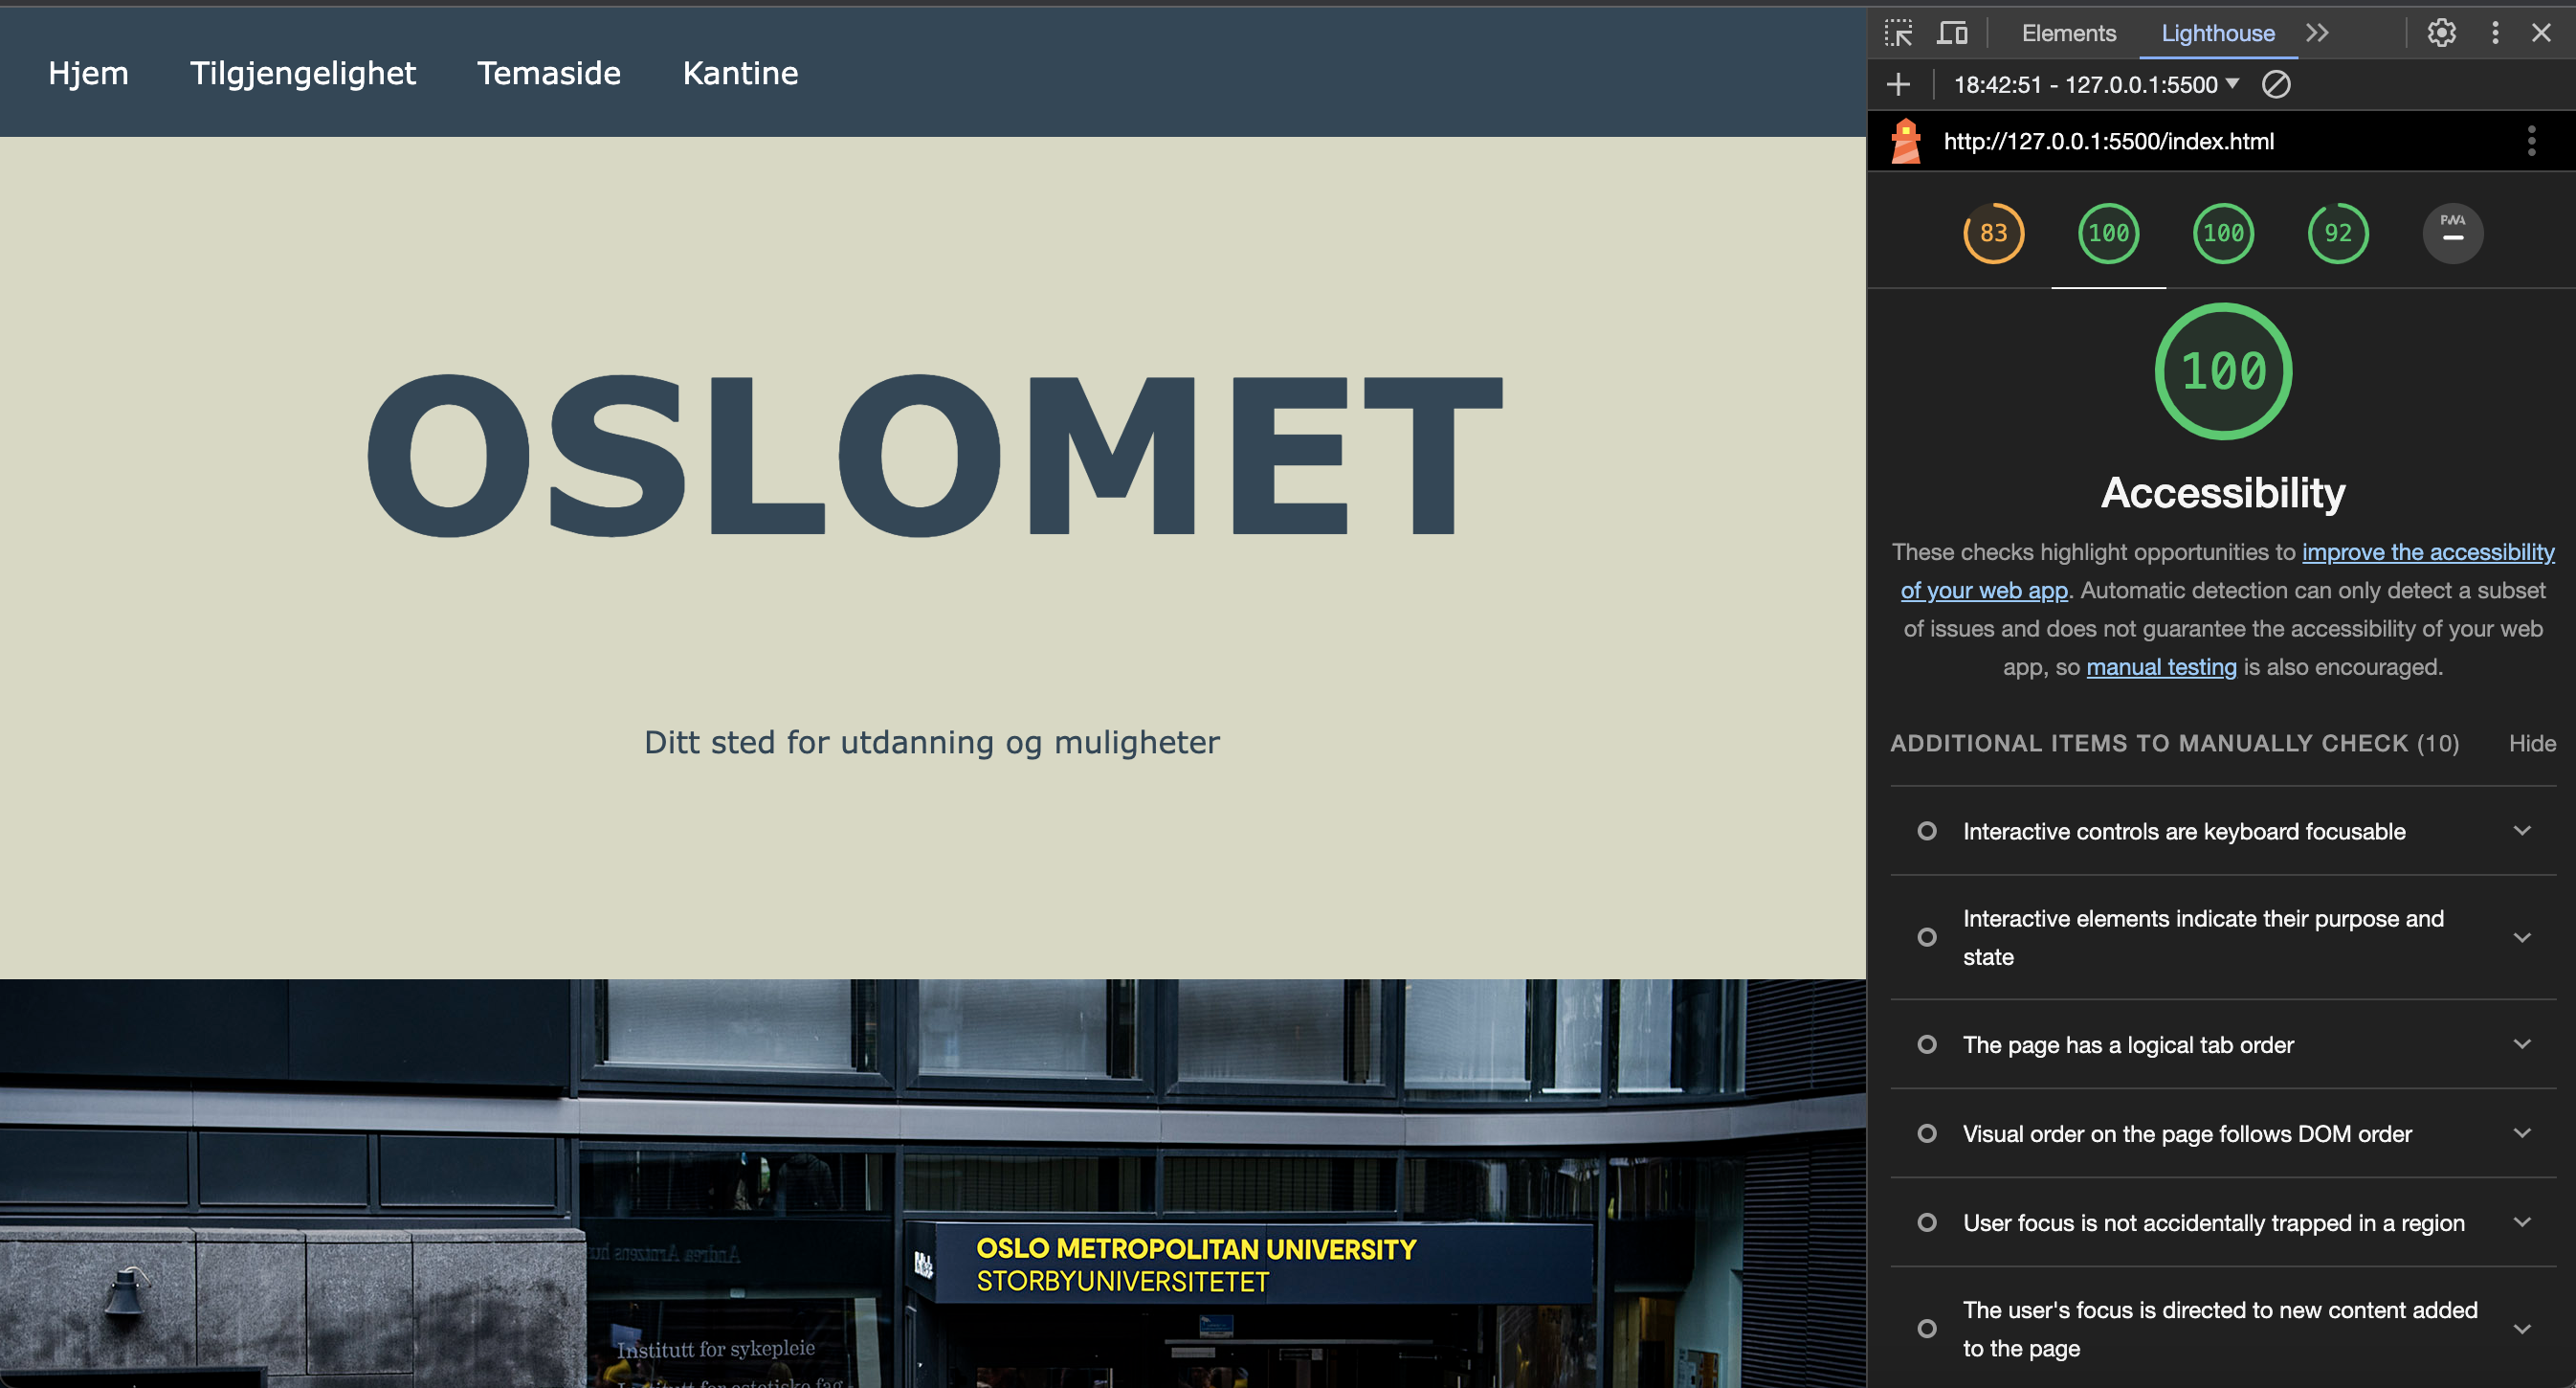 Hjem Tilgjengelighet Temaside Kantine
OSLOMET
Ditt sted for utdanning og muligheter
OSLO METROPOLITAN UNIVERSITY
STORBYUNIVERSITETET
Institutt for sykepleie
Elements Lighthouse
18:42:51 - 127.0.0.1:5500
http://127.0.0.1:5500/index.html
83 100 100 92 PWA
100
Accessibility
These checks highlight opportunities to improve the accessibility
of your web app. Automatic detection can only detect a subset
of issues and does not guarantee the accessibility of your web
app, so manual testing is also encouraged.
ADDITIONAL ITEMS TO MANUALLY CHECK (10) Hide
Interactive controls are keyboard focusable
Interactive elements indicate their purpose and
state
The page has a logical tab order
Visual order on the page follows DOM order
User focus is not accidentally trapped in a region
The user's focus is directed to new content added
to the page